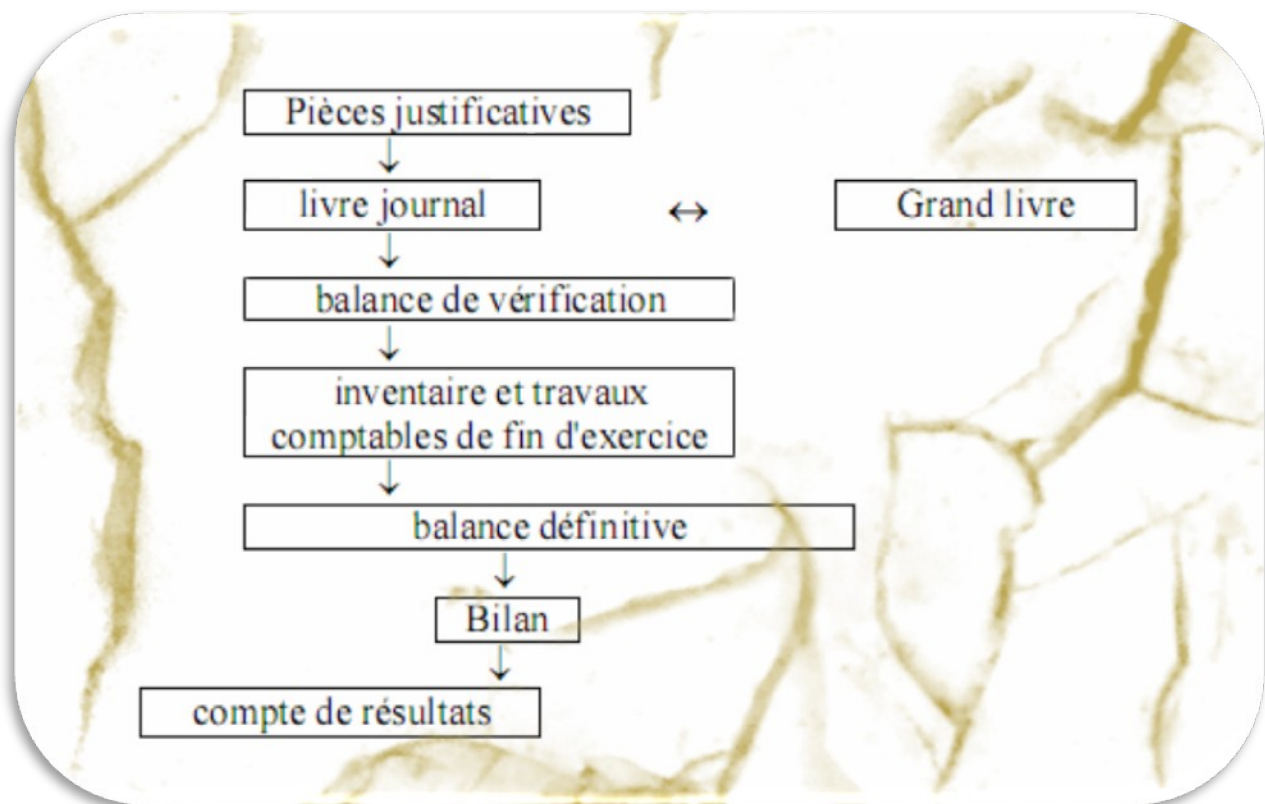 Pièces justificatives
livre journal
↔
Grand livre
balance de vérification
inventaire et travaux
comptables de fin d'exercice
balance définitive
Bilan
compte de résultats